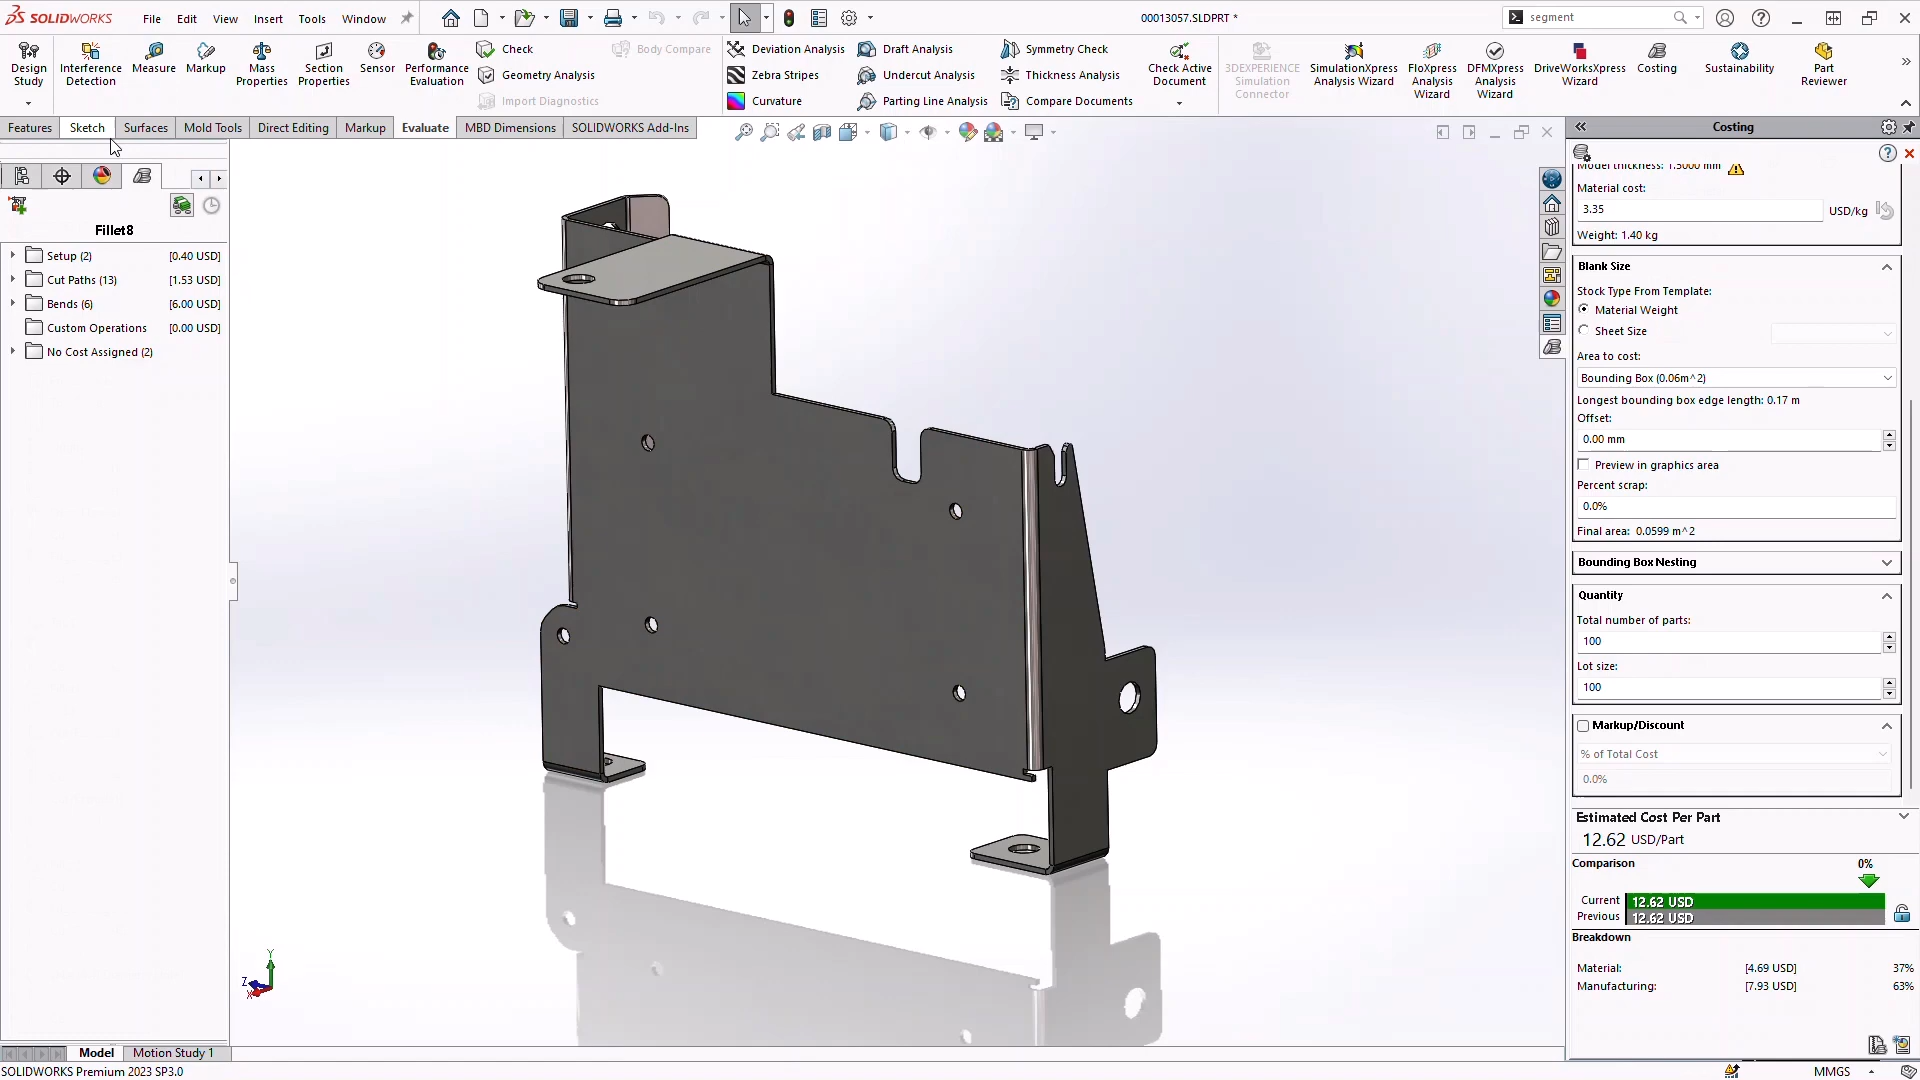 SOLIDWORKS
File Edit View Insert Tools Window
00013057.SLDPRT *
segment
Design Study
Interference Detection
Measure
Markup
Mass Properties
Section Properties
Sensor
Performance Evaluation
Check
Geometry Analysis
Import Diagnostics
Body Compare
Deviation Analysis
Zebra Stripes
Curvature
Draft Analysis
Undercut Analysis
Parting Line Analysis
Symmetry Check
Thickness Analysis
Compare Documents
Check Active Document
3DEXPERIENCE Simulation Connector
SimulationXpress Analysis Wizard
FloXpress Analysis Wizard
DFMXpress Analysis Wizard
DriveWorksXpress Wizard
Costing
Sustainability
Part Reviewer
Features Sketch Surfaces Mold Tools Direct Editing Markup Evaluate MBD Dimensions SOLIDWORKS Add-Ins
Fillet8
Setup (2) [0.40 USD]
Cut Paths (13) [1.53 USD]
Bends (6) [6.00 USD]
Custom Operations [0.00 USD]
No Cost Assigned (2)
Y
Z
X
Costing
Model thickness: 1.5000 mm
Material cost:
3.35 USD/kg
Weight: 1.40 kg
Blank Size
Stock Type From Template:
Material Weight
Sheet Size
Area to cost:
Bounding Box (0.06m^2)
Longest bounding box edge length: 0.17 m
Offset:
0.00 mm
Preview in graphics area
Percent scrap:
0.0%
Final area: 0.0599 m^2
Bounding Box Nesting
Quantity
Total number of parts:
100
Lot size:
100
Markup/Discount
% of Total Cost
0.0%
Estimated Cost Per Part
12.62 USD/Part
Comparison 0%
Current 12.62 USD
Previous 12.62 USD
Breakdown
Material: [4.69 USD] 37%
Manufacturing: [7.93 USD] 63%
Model Motion Study 1
SOLIDWORKS Premium 2023 SP3.0
MMGS